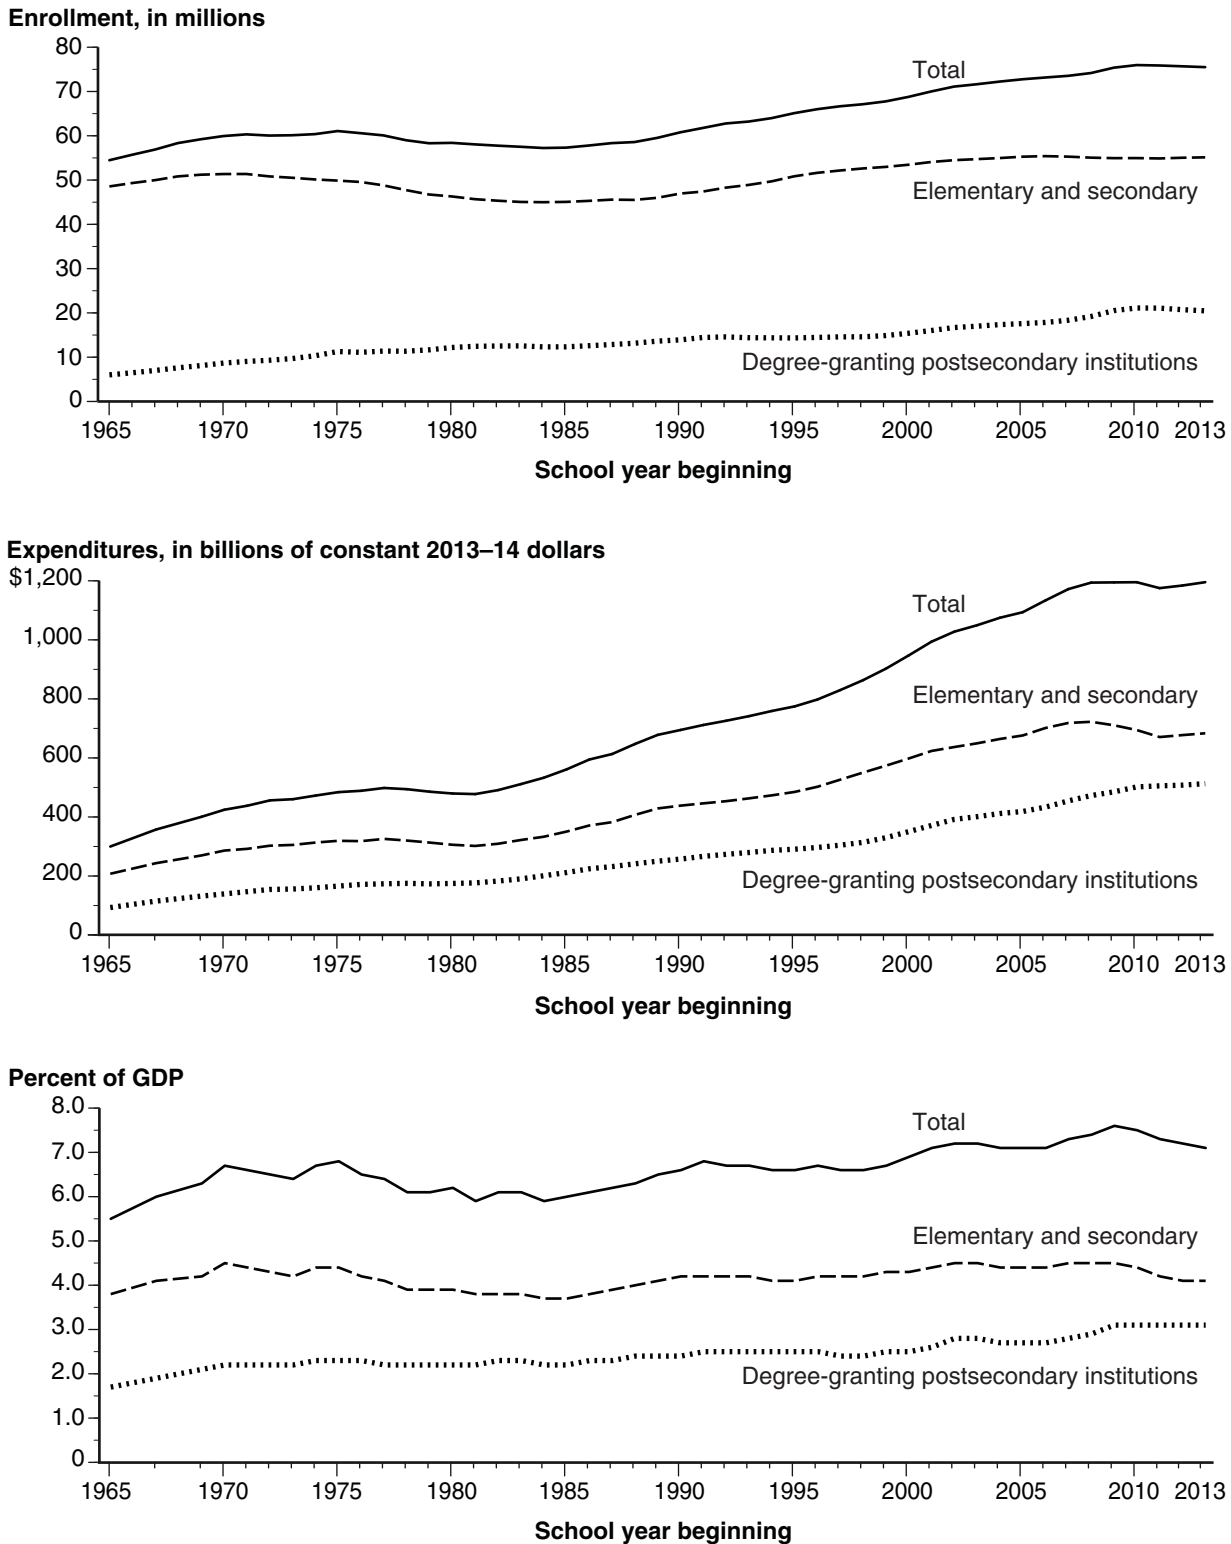 Enrollment, in millions
80
70
60
50
40
30
20
10
0
Total
Elementary and secondary
Degree-granting postsecondary institutions
1965 1970 1975 1980 1985 1990 1995 2000 2005 2010 2013
School year beginning
Expenditures, in billions of constant 2013–14 dollars
$1,200
1,000
800
600
400
200
0
Total
Elementary and secondary
Degree-granting postsecondary institutions
1965 1970 1975 1980 1985 1990 1995 2000 2005 2010 2013
School year beginning
Percent of GDP
8.0
7.0
6.0
5.0
4.0
3.0
2.0
1.0
0
Total
Elementary and secondary
Degree-granting postsecondary institutions
1965 1970 1975 1980 1985 1990 1995 2000 2005 2010 2013
School year beginning